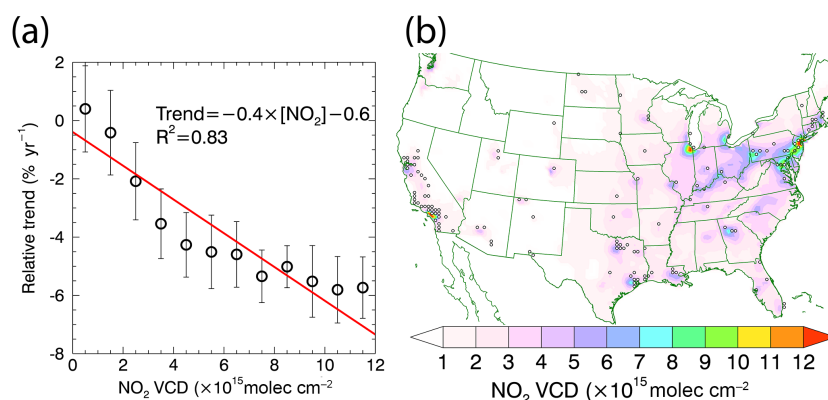 (a)
(b)
2
0
-2
-4
-6
-8
Relative trend (% yr⁻¹)
Trend=−0.4×[NO₂]−0.6
R²=0.83
0 2 4 6 8 10 12
NO₂ VCD (×10¹⁵molec cm⁻²)
1 2 3 4 5 6 7 8 9 10 11 12
NO₂ VCD (×10¹⁵molec cm⁻²)